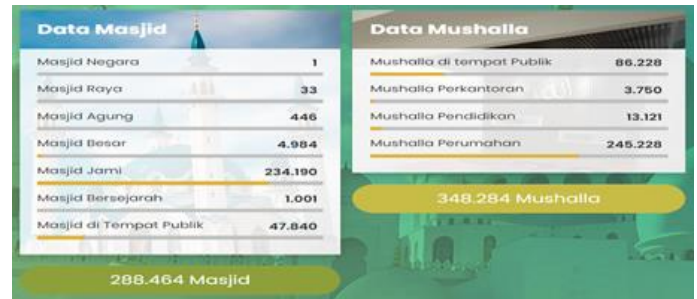 Data Masjid
Masjid Negara 1
Masjid Raya 33
Masjid Agung 446
Masjid Besar 4.984
Masjid Jami 234.190
Masjid Bersejarah 1.001
Masjid di Tempat Publik 47.840
288.464 Masjid
Data Mushalla
Mushalla di tempat Publik 86.228
Mushalla Perkantoran 3.750
Mushalla Pendidikan 13.121
Mushalla Perumahan 245.228
348.284 Mushalla